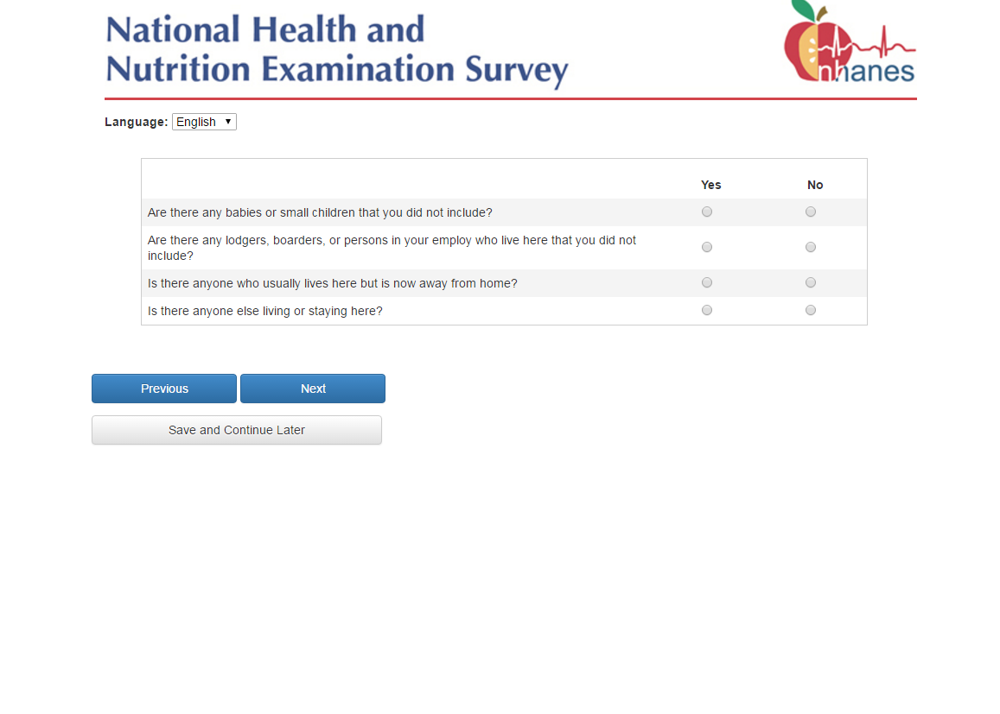 National Health and
Nutrition Examination Survey
nhanes
Language: English
Yes No
Are there any babies or small children that you did not include?
Are there any lodgers, boarders, or persons in your employ who live here that you did not
include?
Is there anyone who usually lives here but is now away from home?
Is there anyone else living or staying here?
Previous Next
Save and Continue Later